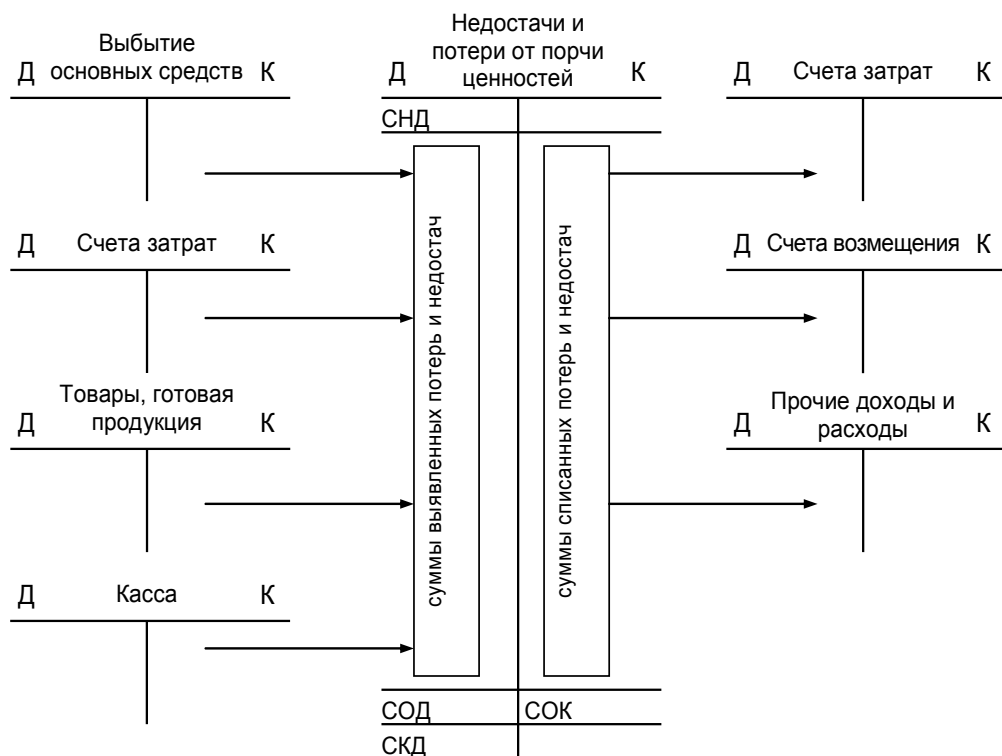 Выбытие
основных средств
Д К
Недостачи и
потери от порчи
ценностей
Д К
Счета затрат
Д К
СНД
суммы выявленных потерь и недостач
суммы списанных потерь и недостач
Счета затрат
Д К
Счета возмещения
Д К
Товары, готовая
продукция
Д К
Прочие доходы и
расходы
Д К
Касса
Д К
СОД
СОК
СКД